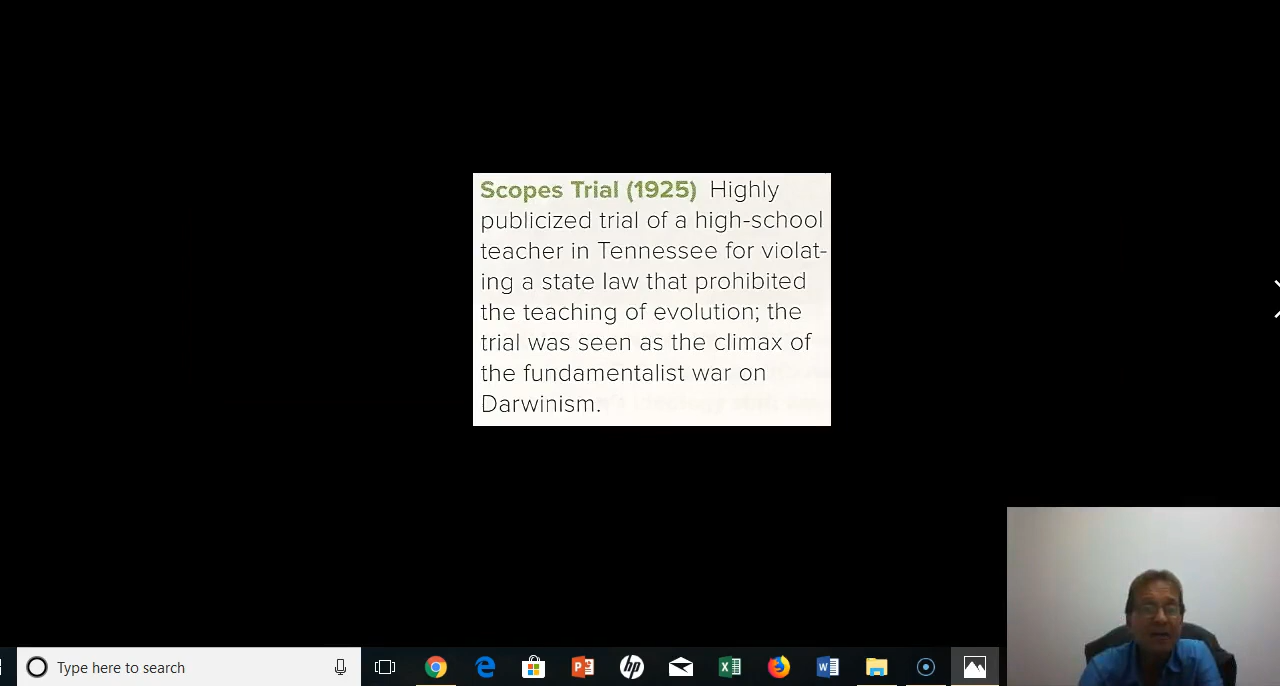 Scopes Trial (1925) Highly
publicized trial of a high-school
teacher in Tennessee for violat-
ing a state law that prohibited
the teaching of evolution; the
trial was seen as the climax of
the fundamentalist war on
Darwinism.
Type here to search